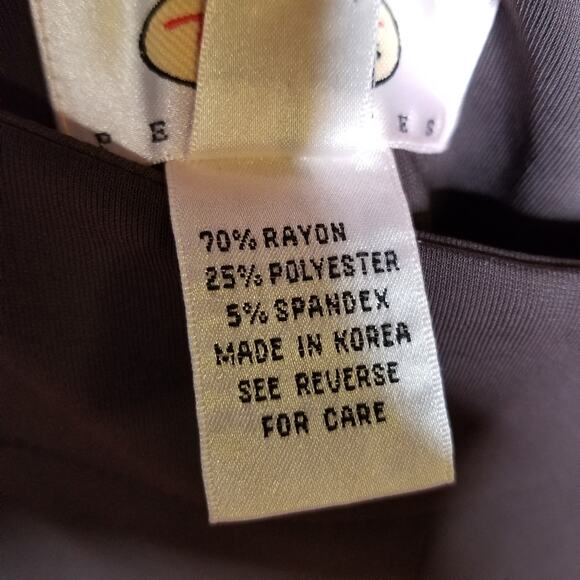 P E E S
70% RAYON
25% POLYESTER
5% SPANDEX
MADE IN KOREA
SEE REVERSE
FOR CARE